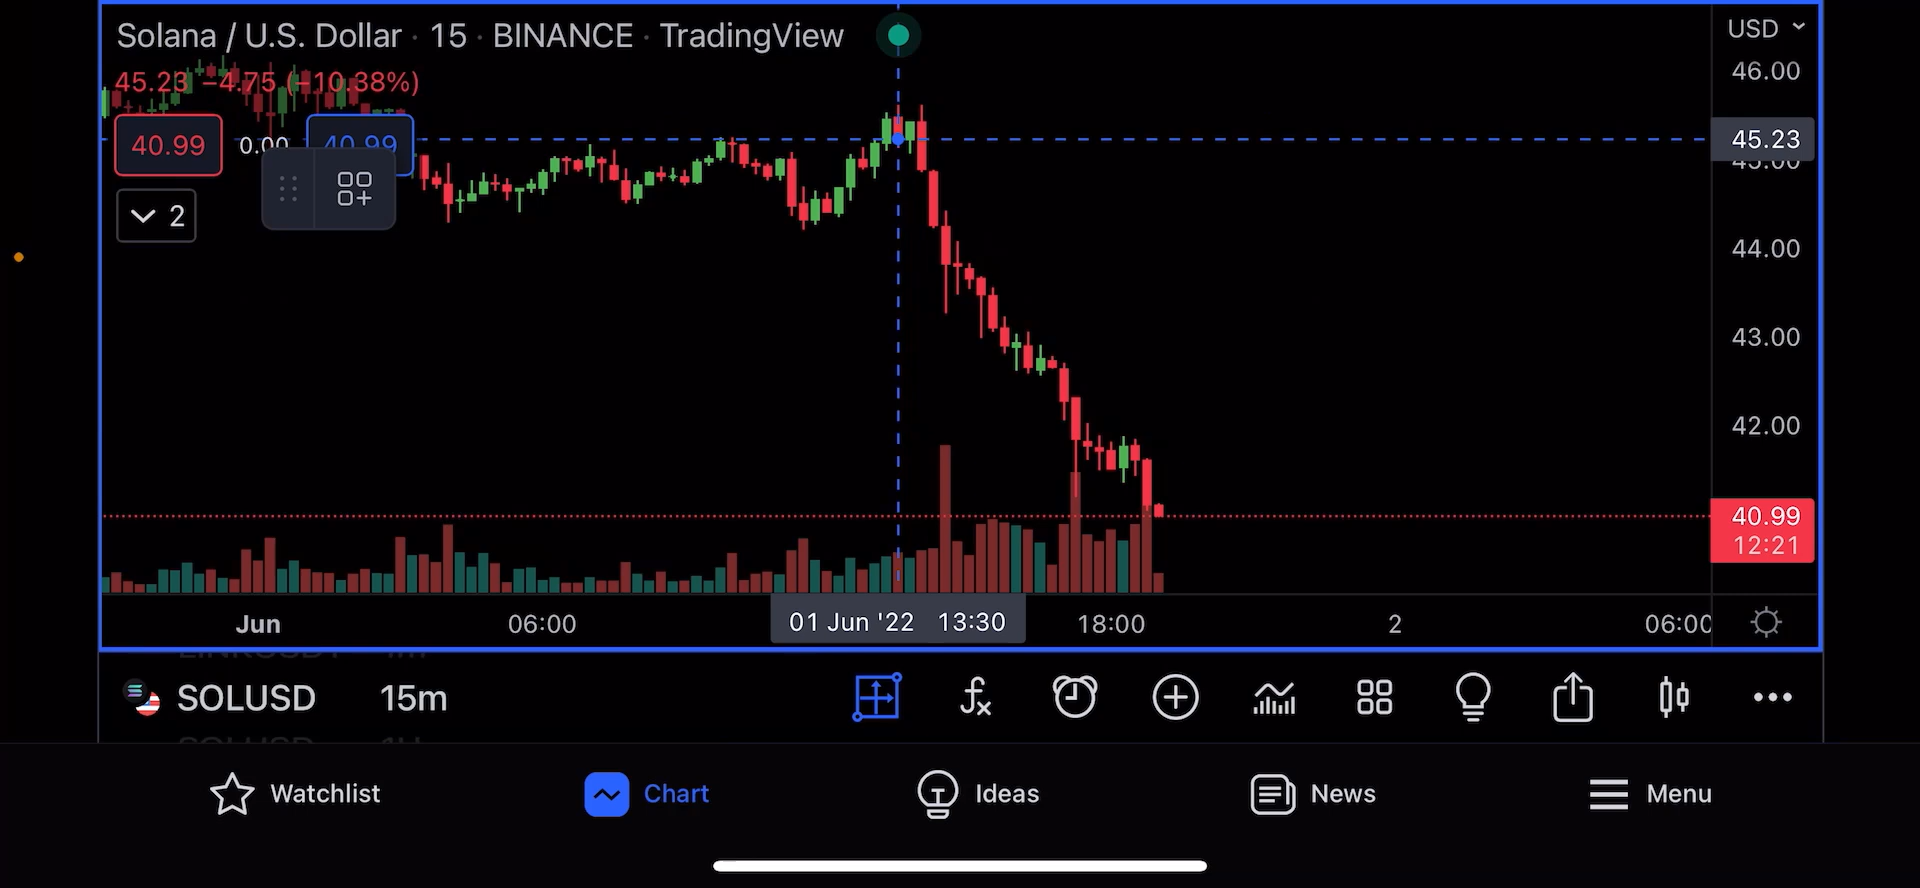 Solana / U.S. Dollar · 15 · BINANCE · TradingView
USD
45.23 −4.75 (−10.38%)
46.00
40.99
0.00
40.99
45.23
45.00
2
44.00
43.00
42.00
40.99
12:21
Jun
06:00
01 Jun '22 13:30
18:00
2
06:00
SOLUSD 15m
Watchlist
Chart
Ideas
News
Menu